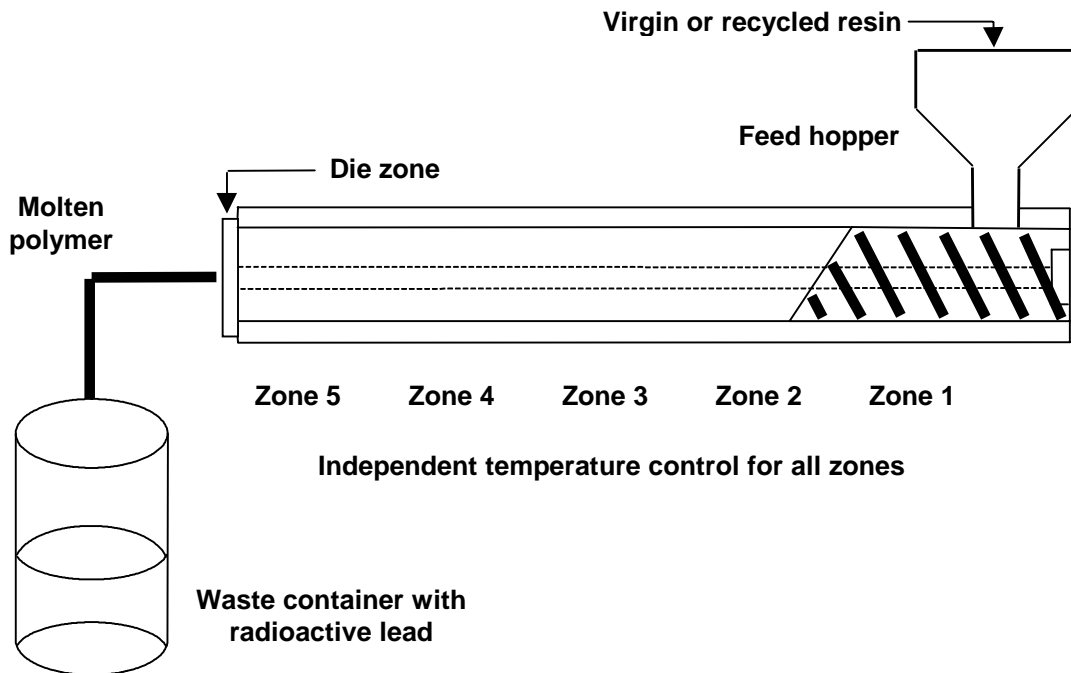 Virgin or recycled resin
Feed hopper
Die zone
Molten
polymer
Zone 5 Zone 4 Zone 3 Zone 2 Zone 1
Independent temperature control for all zones
Waste container with
radioactive lead